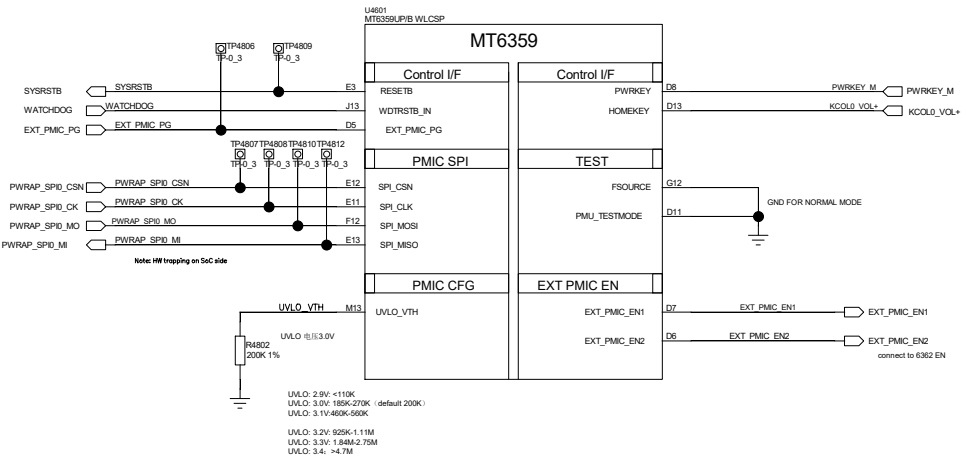 U4601
MT6359UP/B WLCSP
MT6359
TP4806
TP-0_3
TP4809
TP-0_3
Control I/F
Control I/F
SYSRSTB
SYSRSTB
E3
RESETB
PWRKEY
D8
PWRKEY_M
PWRKEY_M
WATCHDOG
WATCHDOG
J13
WDTRSTB_IN
HOMEKEY
D13
KCOL0_VOL+
KCOL0_VOL+
EXT_PMIC_PG
EXT_PMIC_PG
D5
EXT_PMIC_PG
TP4807
TP4808
TP4810
TP4812
TP-0_3
TP-0_3
TP-0_3
TP-0_3
PMIC SPI
TEST
PWRAP_SPI0_CSN
PWRAP_SPI0_CSN
E12
SPI_CSN
FSOURCE
G12
PWRAP_SPI0_CK
PWRAP_SPI0_CK
E11
SPI_CLK
GND FOR NORMAL MODE
PWRAP_SPI0_MO
PWRAP_SPI0_MO
F12
SPI_MOSI
PMU_TESTMODE
D11
PWRAP_SPI0_MI
PWRAP_SPI0_MI
E13
SPI_MISO
Note: HW trapping on SoC side
PMIC CFG
EXT PMIC EN
UVLO_VTH
M13
UVLO_VTH
EXT_PMIC_EN1
D7
EXT_PMIC_EN1
EXT_PMIC_EN1
R4802
200K 1%
UVLO 电压3.0V
EXT_PMIC_EN2
D6
EXT_PMIC_EN2
EXT_PMIC_EN2
connect to 6362 EN
UVLO: 2.9V: <110K
UVLO: 3.0V: 185K-270K（default 200K）
UVLO: 3.1V:460K-560K
UVLO: 3.2V: 925K-1.11M
UVLO: 3.3V: 1.84M-2.75M
UVLO: 3.4: >4.7M